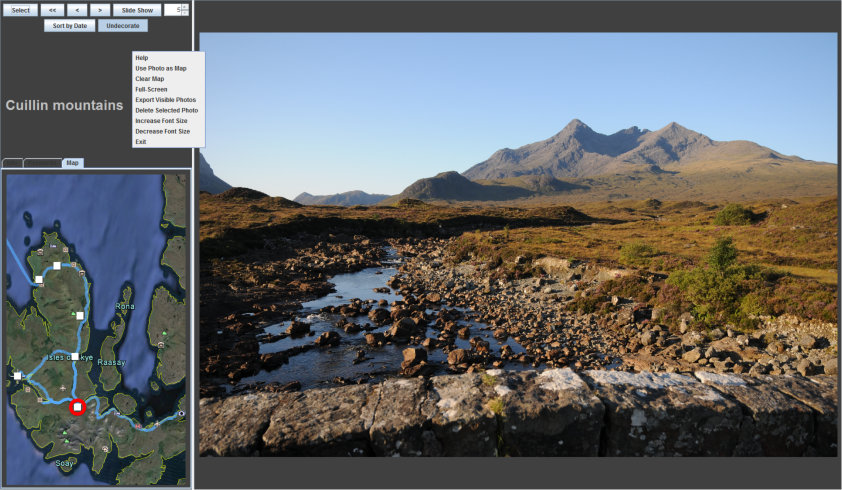 Select << < > Slide Show 5
Sort by Date Undecorate
Help
Use Photo as Map
Clear Map
Full-Screen
Export Visible Photos
Delete Selected Photo
Increase Font Size
Decrease Font Size
Exit
Cuillin mountains
Map
Rona
Raasay
Soay